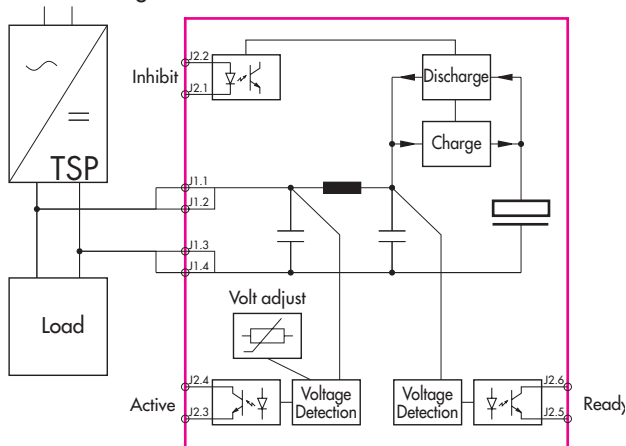 J2.2
Inhibit
J2.1
Discharge
Charge
TSP
J1.1
J1.2
J1.3
J1.4
Load
Volt adjust
J2.4
Active
J2.3
Voltage
Detection
Voltage
Detection
J2.6
Ready
J2.5